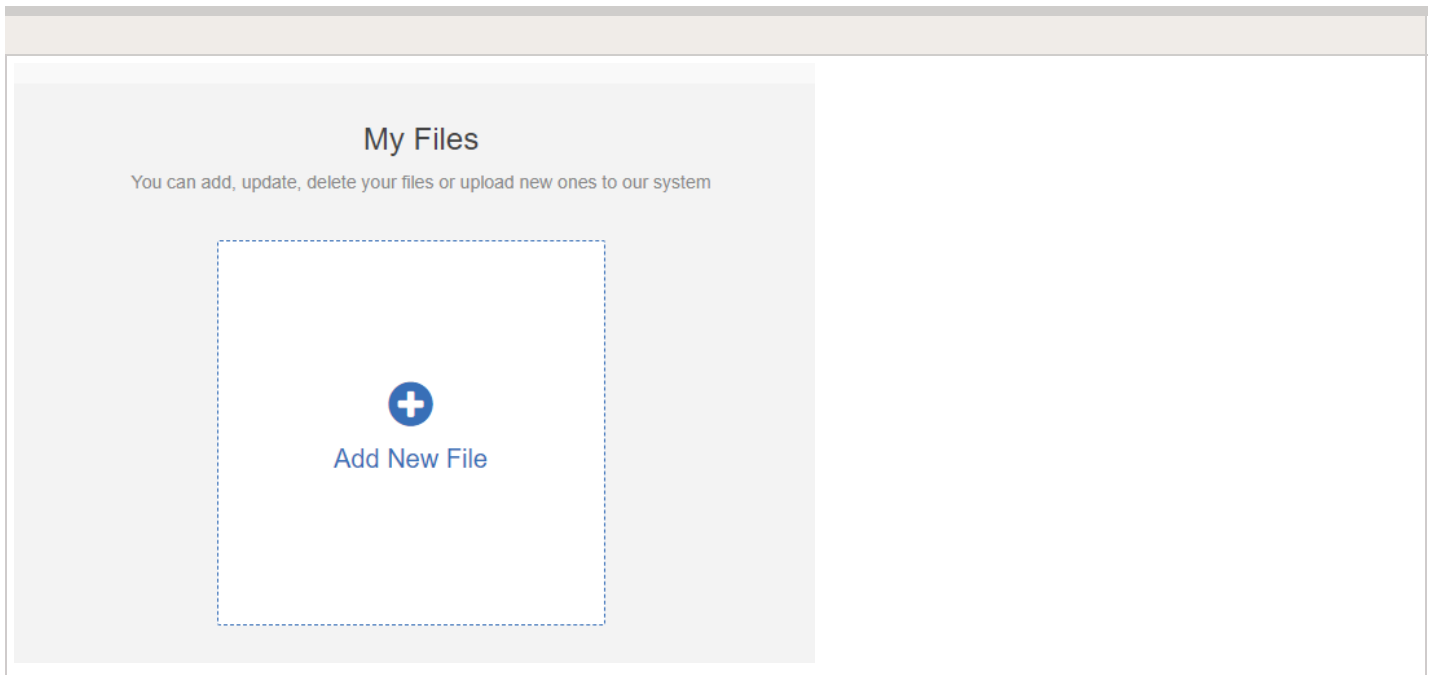 My Files
You can add, update, delete your files or upload new ones to our system
Add New File